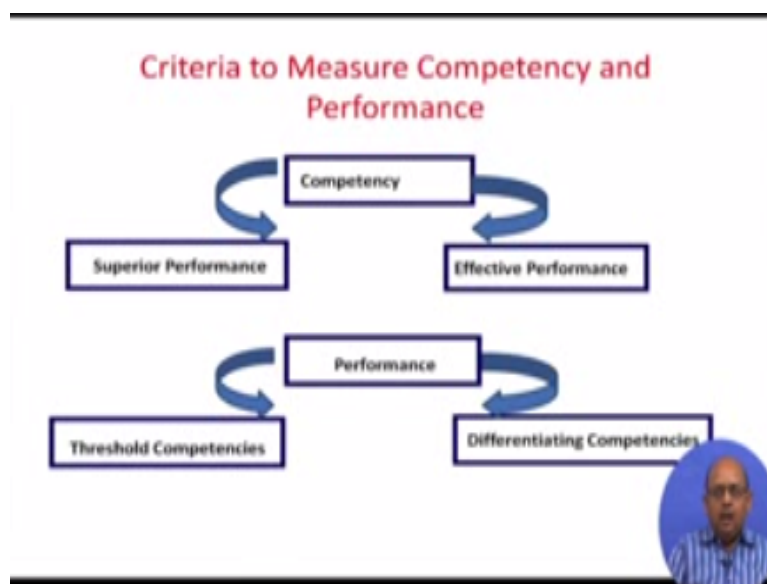 Criteria to Measure Competency and
Performance
Competency
Superior Performance
Effective Performance
Performance
Threshold Competencies
Differentiating Competencies